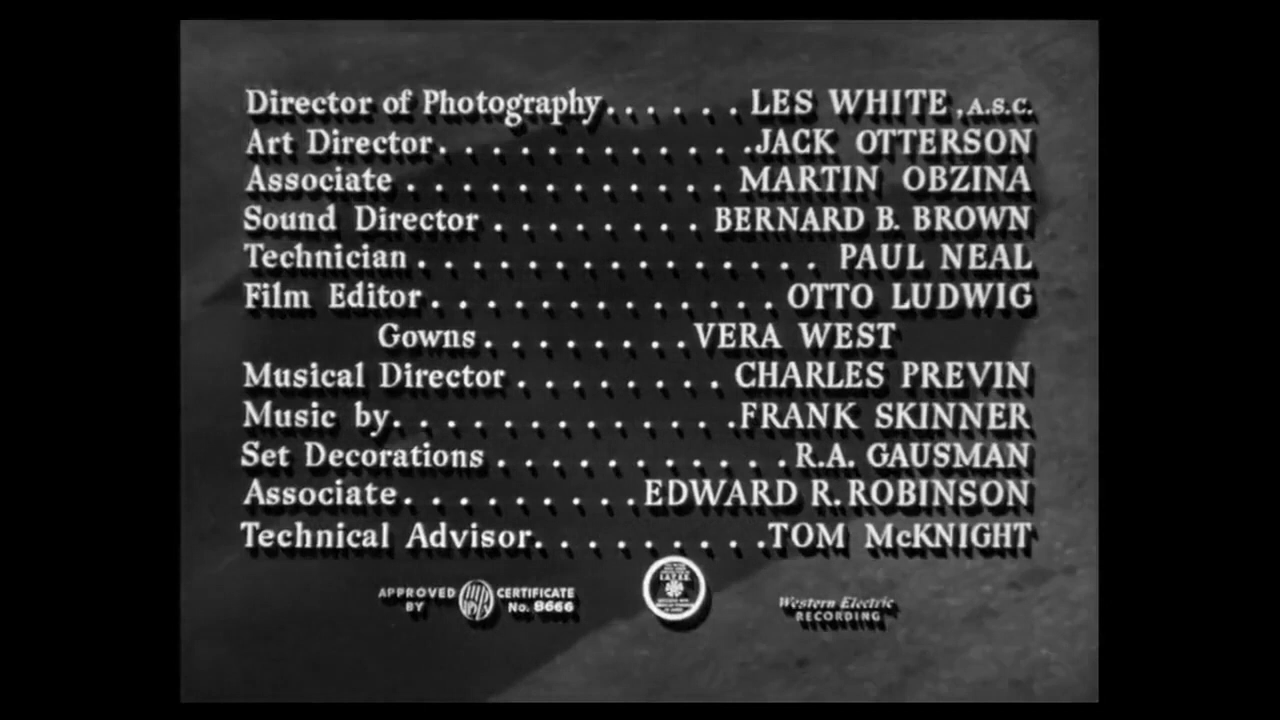 Director of Photography. . . . . . LES WHITE, A.S.C.
Art Director. . . . . . . . . . . . .JACK OTTERSON
Associate . . . . . . . . . . . . . MARTIN OBZINA
Sound Director . . . . . . . . BERNARD B. BROWN
Technician . . . . . . . . . . . . . . . . PAUL NEAL
Film Editor . . . . . . . . . . . . . . OTTO LUDWIG
Gowns . . . . . . . . VERA WEST
Musical Director . . . . . . . . CHARLES PREVIN
Music by. . . . . . . . . . . . . .FRANK SKINNER
Set Decorations . . . . . . . . . . . . R.A. GAUSMAN
Associate. . . . . . . . . EDWARD R. ROBINSON
Technical Advisor. . . . . . . . .TOM McKNIGHT
APPROVED BY
CERTIFICATE No. 8666
I.A.T.S.E.
Western Electric
RECORDING